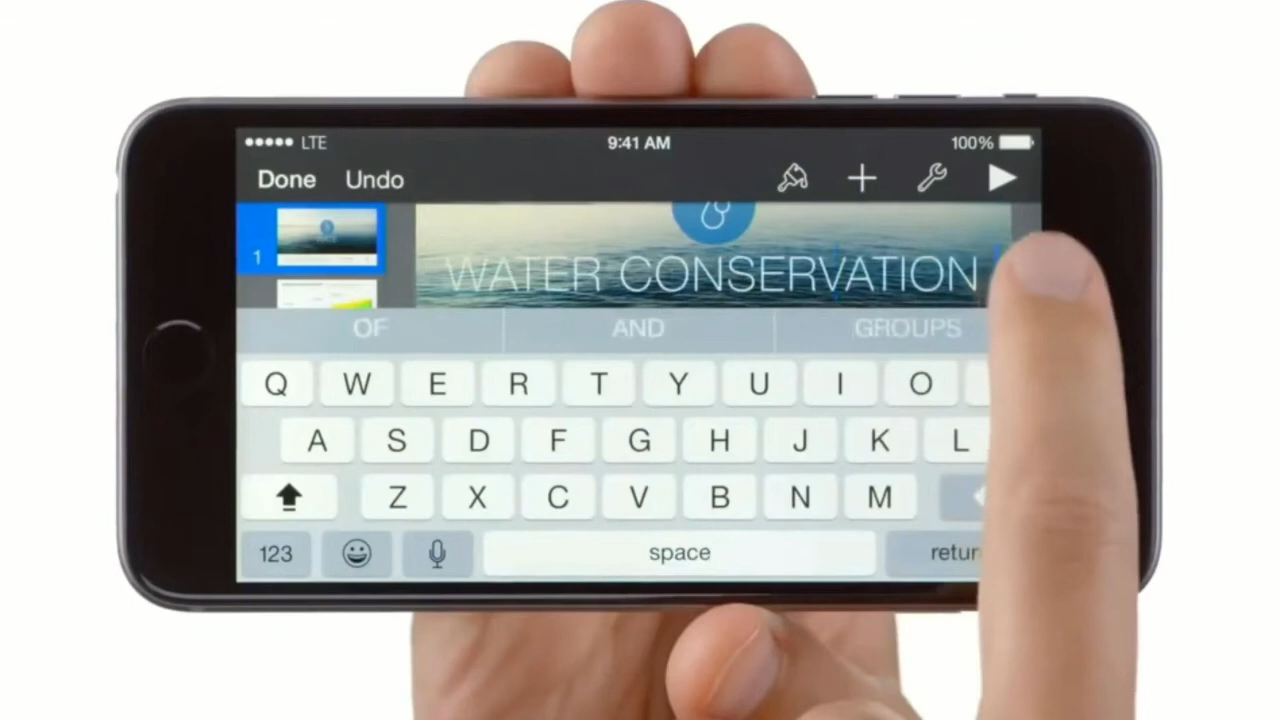 LTE 9:41 AM 100%
Done Undo
1
WATER CONSERVATION
OF AND GROUPS
Q W E R T Y U I O
A S D F G H J K L
Z X C V B N M
123 space